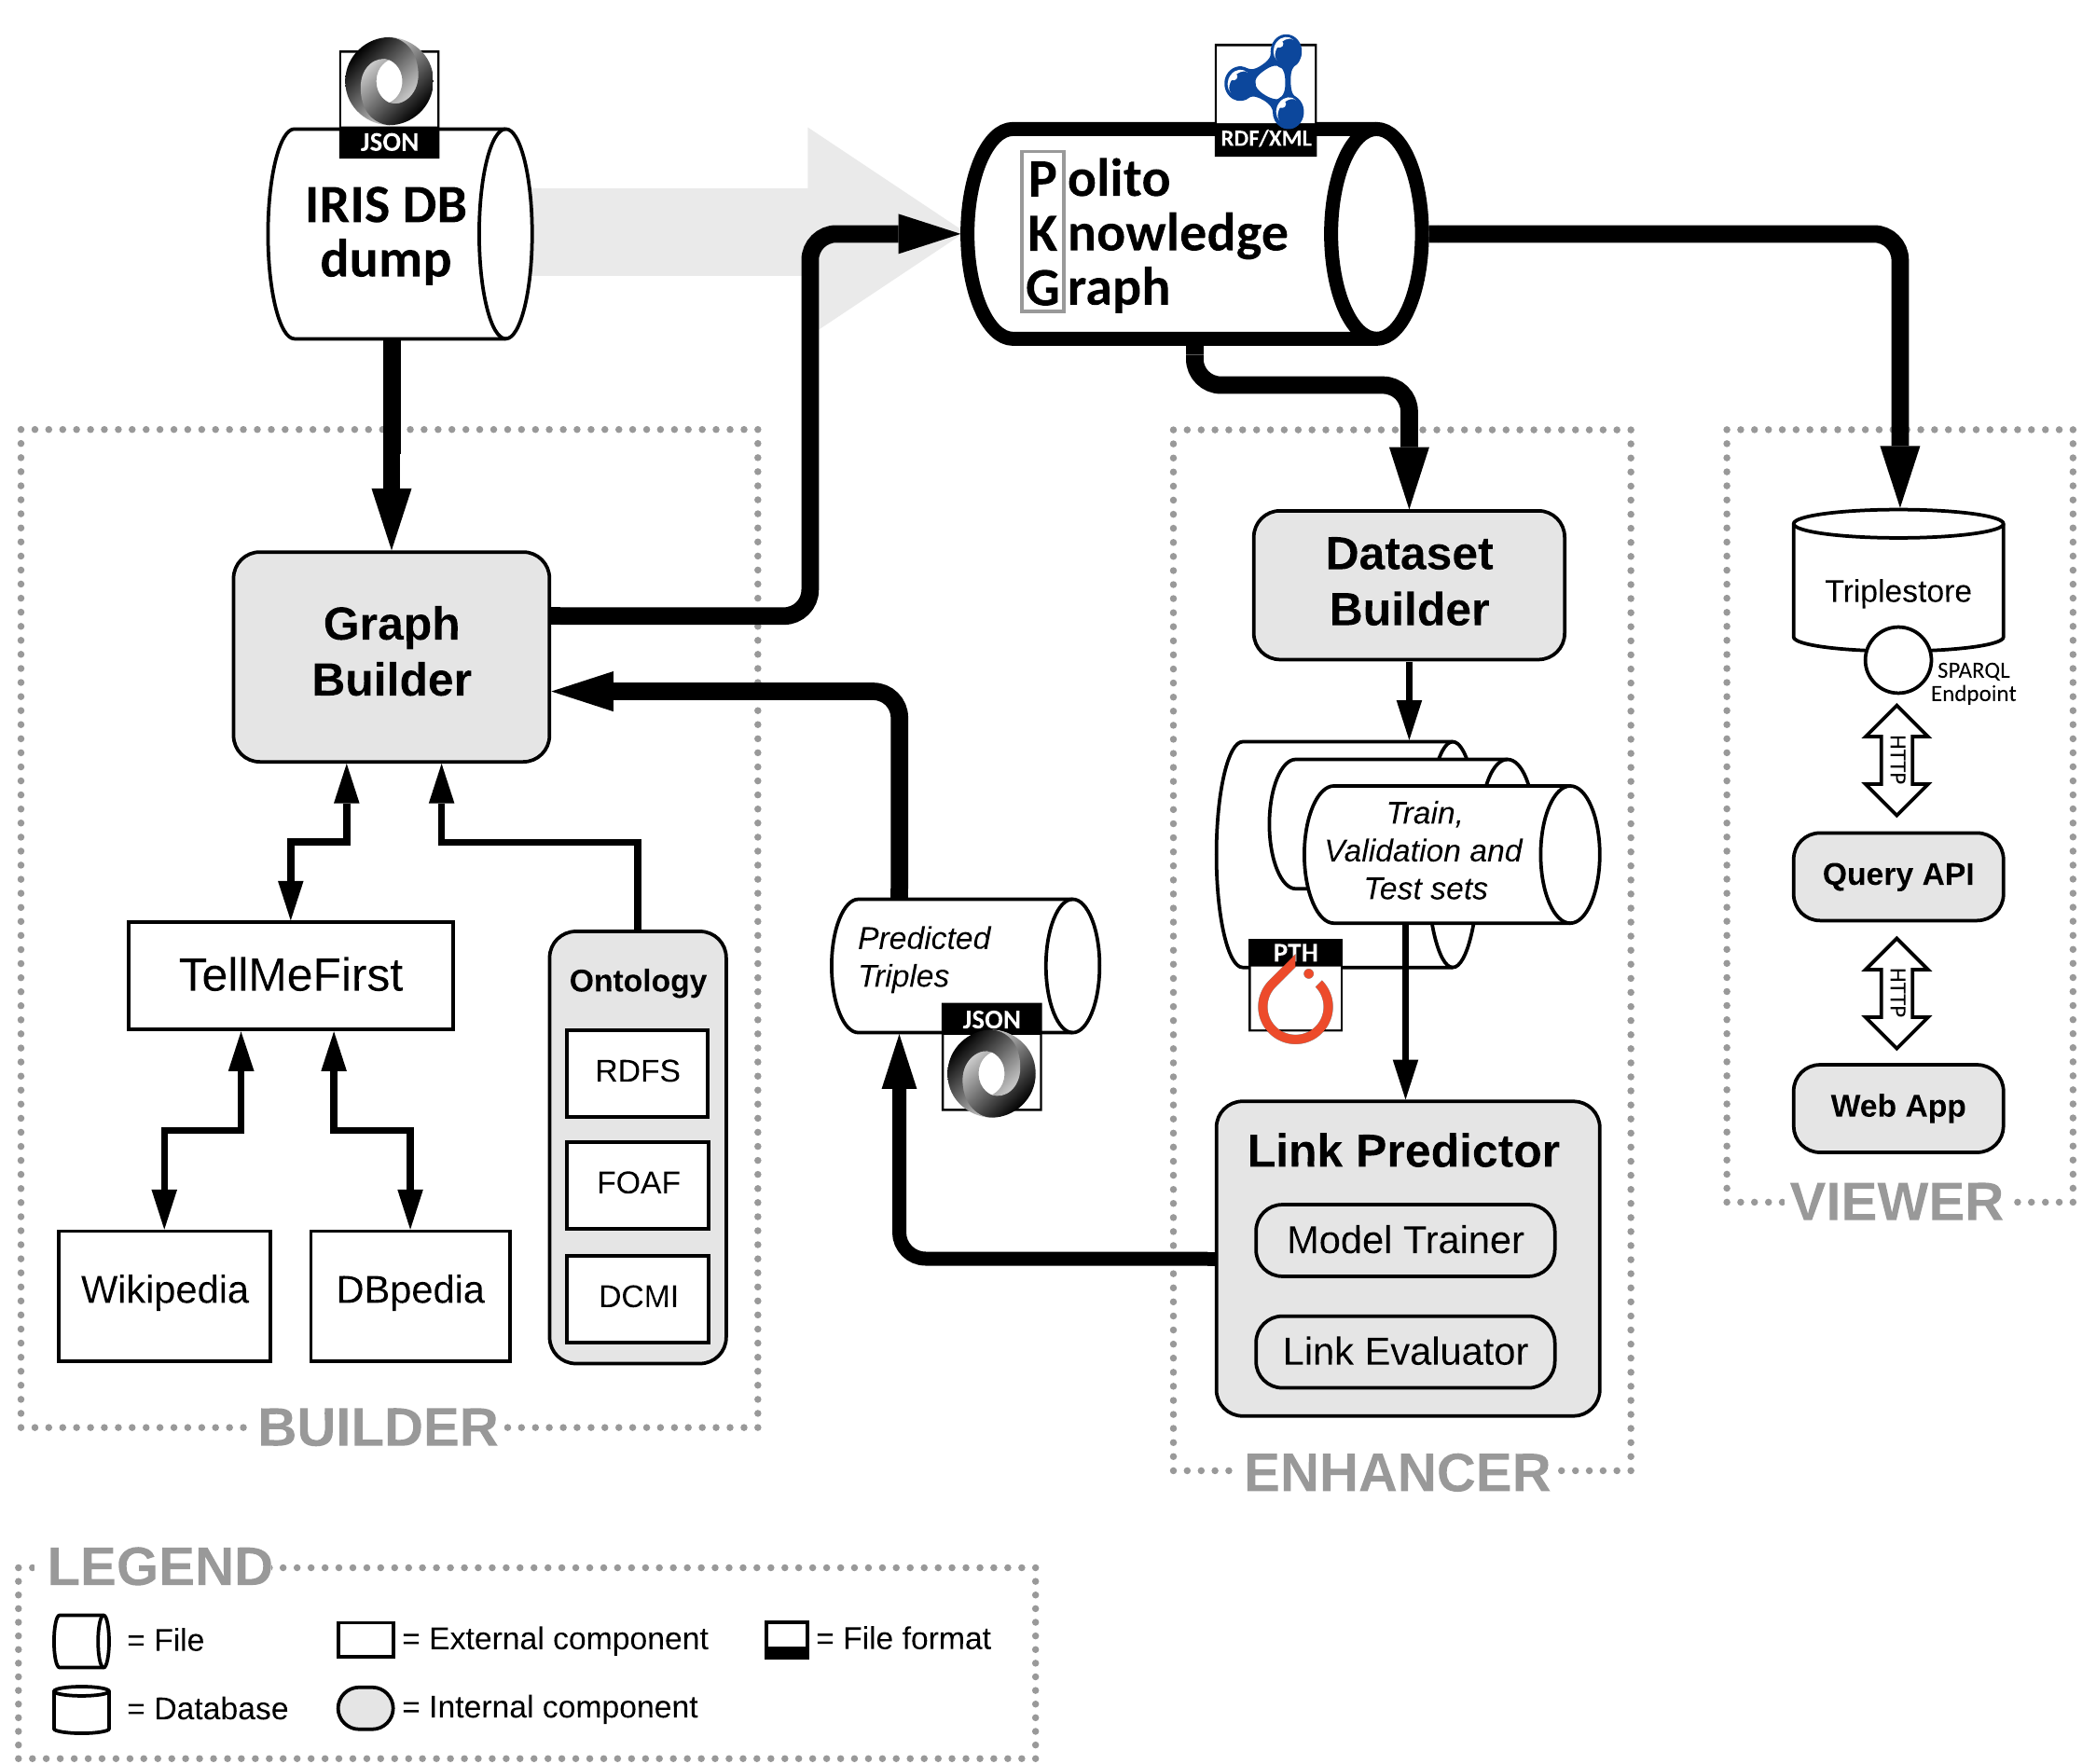 JSON
IRIS DB
dump
RDF/XML
Polito
Knowledge
Graph
Graph
Builder
TellMeFirst
Wikipedia
DBpedia
Ontology
RDFS
FOAF
DCMI
BUILDER
Predicted
Triples
JSON
Dataset
Builder
Train,
Validation and
Test sets
PTH
Link Predictor
Model Trainer
Link Evaluator
ENHANCER
Triplestore
SPARQL
Endpoint
HTTP
Query API
HTTP
Web App
VIEWER
LEGEND
= File
= External component
= File format
= Database
= Internal component